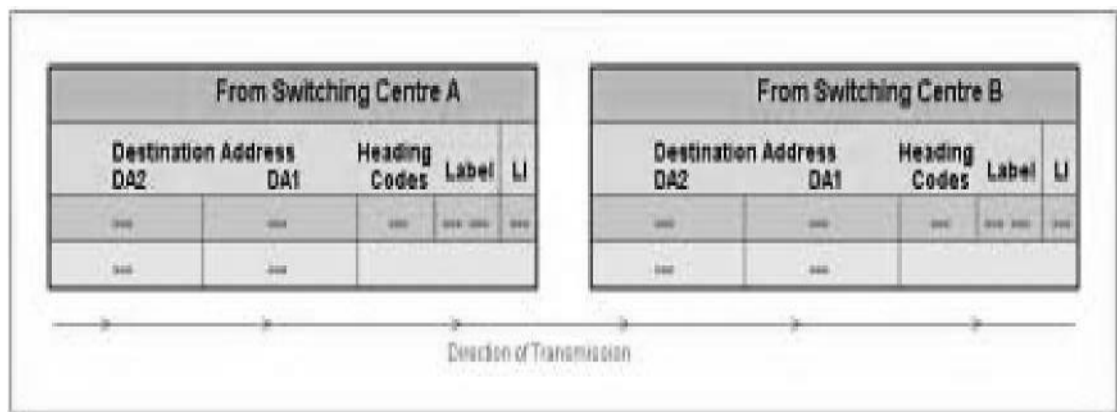 From Switching Centre A
Destination Address Heading Label LI
DA2 DA1 Codes
--- --- --- --- --- ---
--- ---
From Switching Centre B
Destination Address Heading Label LI
DA2 DA1 Codes
--- --- --- --- --- ---
--- ---
Direction of Transmission